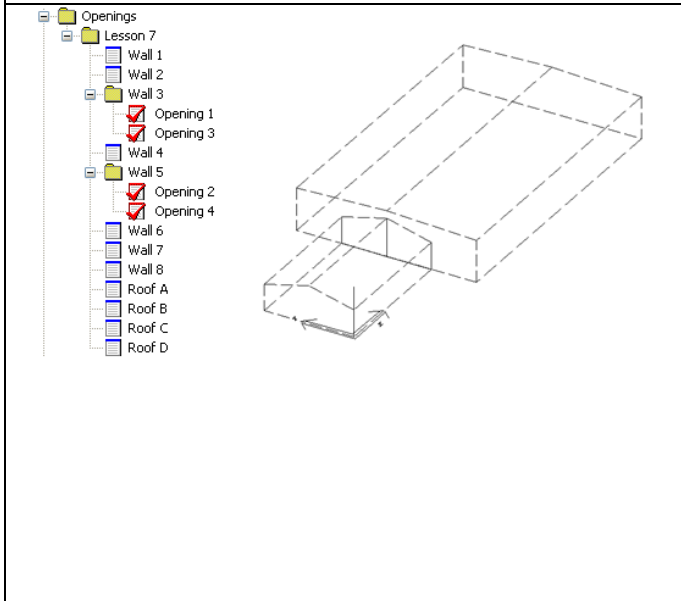 Openings
Lesson 7
Wall 1
Wall 2
Wall 3
Opening 1
Opening 3
Wall 4
Wall 5
Opening 2
Opening 4
Wall 6
Wall 7
Wall 8
Roof A
Roof B
Roof C
Roof D